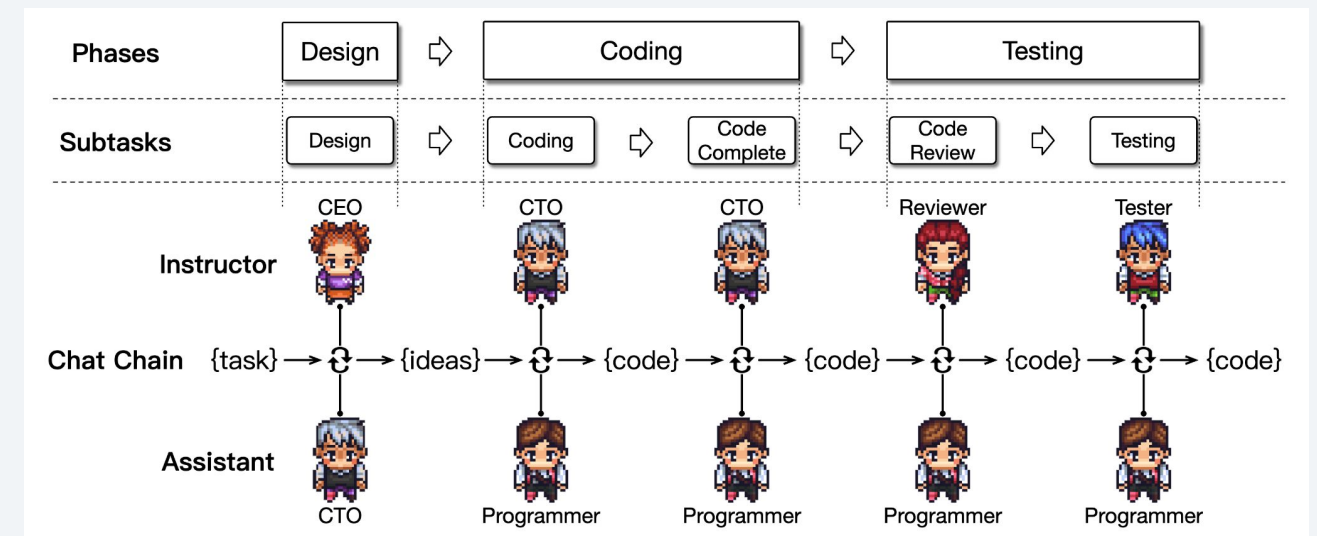 Phases
Design
Coding
Testing
Subtasks
Design
Coding
Code
Complete
Code
Review
Testing
CEO
CTO
CTO
Reviewer
Tester
Instructor
Chat Chain
{task}
{ideas}
{code}
{code}
{code}
{code}
Assistant
CTO
Programmer
Programmer
Programmer
Programmer